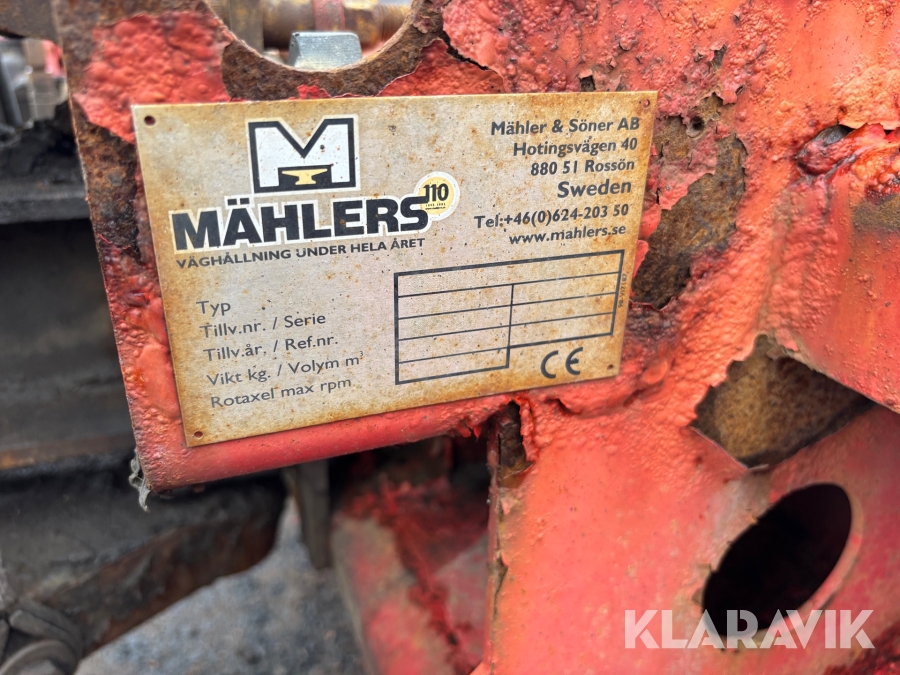 M
MÄHLERS
110
VÄGHÅLLNING UNDER HELA ÅRET
Mähler & Söner AB
Hotingsvägen 40
880 51 Rossön
Sweden
Tel:+46(0)624-203 50
www.mahlers.se
Typ
Tillv.nr. / Serie
Tillv.år. / Ref.nr.
Vikt kg. / Volym m³
Rotaxel max rpm
CE
KLARAVIK